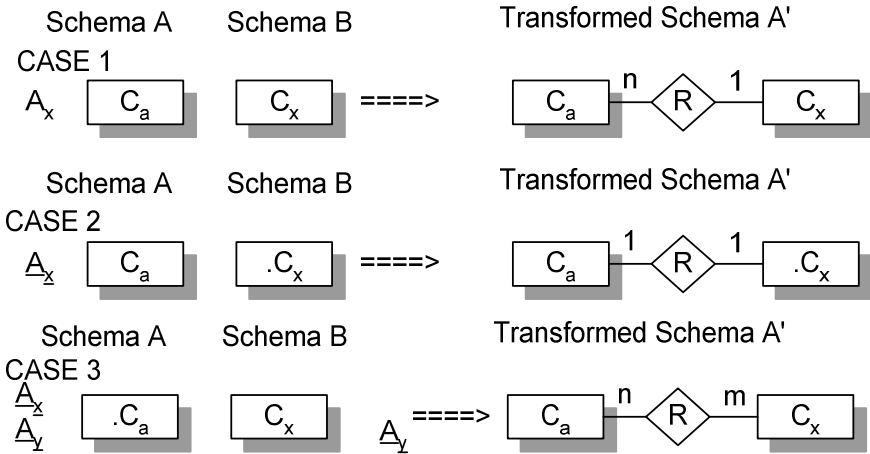 Schema A Schema B Transformed Schema A'
CASE 1
Ax Ca Cx ====> Ca n R 1 Cx
Schema A Schema B Transformed Schema A'
CASE 2
Ax Ca .Cx ====> Ca 1 R 1 .Cx
Schema A Schema B Transformed Schema A'
CASE 3
Ax
Ay .Ca Cx Ay ====> Ca n R m Cx